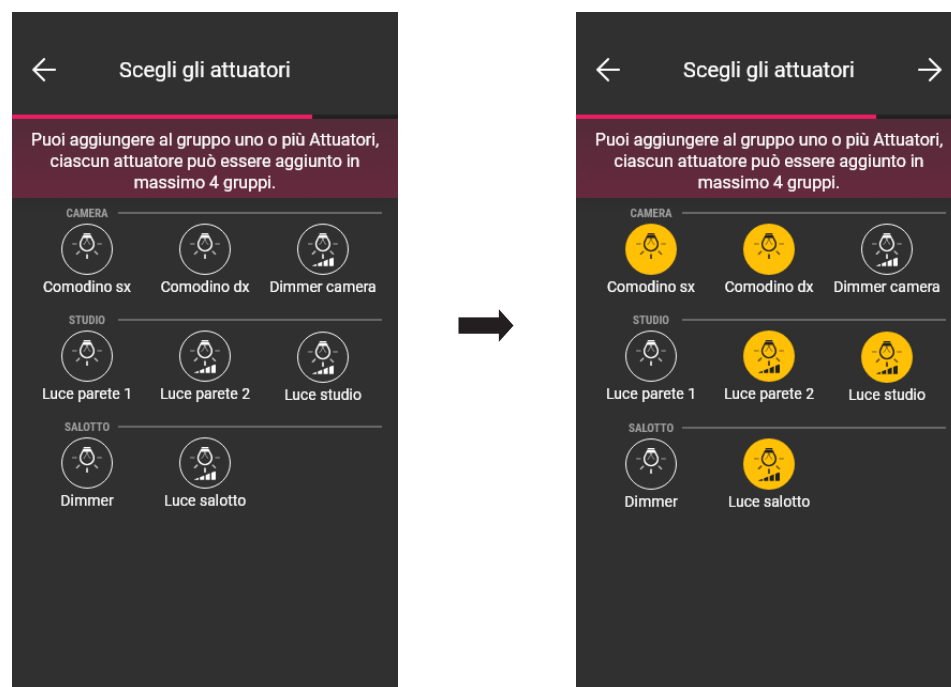 Scegli gli attuatori
Puoi aggiungere al gruppo uno o più Attuatori,
ciascun attuatore può essere aggiunto in
massimo 4 gruppi.
CAMERA
Comodino sx Comodino dx Dimmer camera
STUDIO
Luce parete 1 Luce parete 2 Luce studio
SALOTTO
Dimmer Luce salotto
Scegli gli attuatori
Puoi aggiungere al gruppo uno o più Attuatori,
ciascun attuatore può essere aggiunto in
massimo 4 gruppi.
CAMERA
Comodino sx Comodino dx Dimmer camera
STUDIO
Luce parete 1 Luce parete 2 Luce studio
SALOTTO
Dimmer Luce salotto